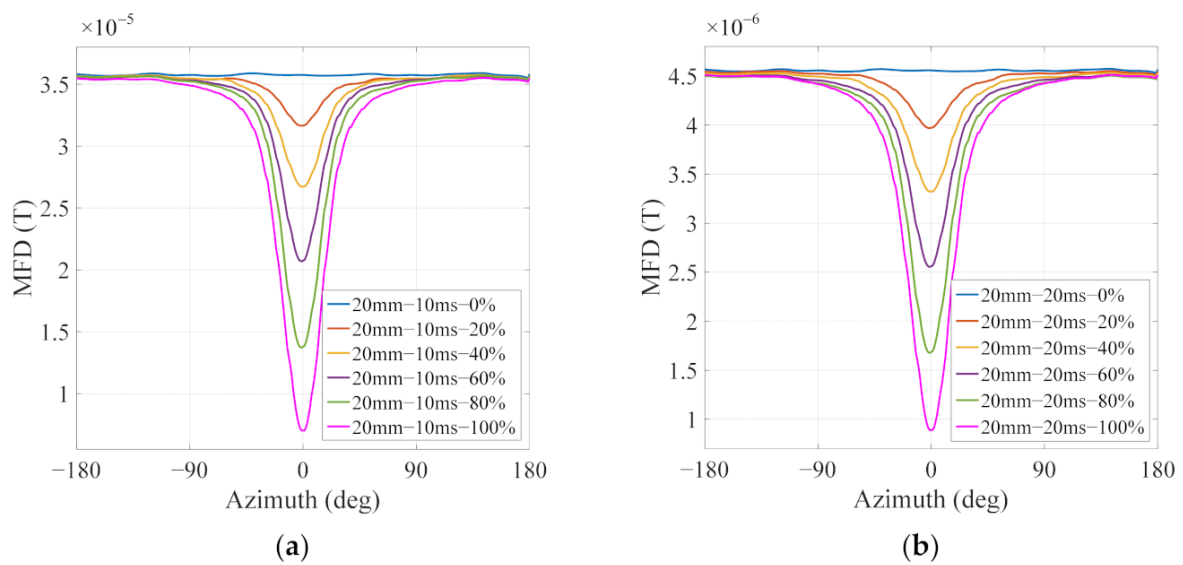 ×10⁻⁵
3.5
3
2.5
2
1.5
1
MFD (T)
20mm−10ms−0%
20mm−10ms−20%
20mm−10ms−40%
20mm−10ms−60%
20mm−10ms−80%
20mm−10ms−100%
−180 −90 0 90 180
Azimuth (deg)
(a)
×10⁻⁶
4.5
4
3.5
3
2.5
2
1.5
1
MFD (T)
20mm−20ms−0%
20mm−20ms−20%
20mm−20ms−40%
20mm−20ms−60%
20mm−20ms−80%
20mm−20ms−100%
−180 −90 0 90 180
Azimuth (deg)
(b)